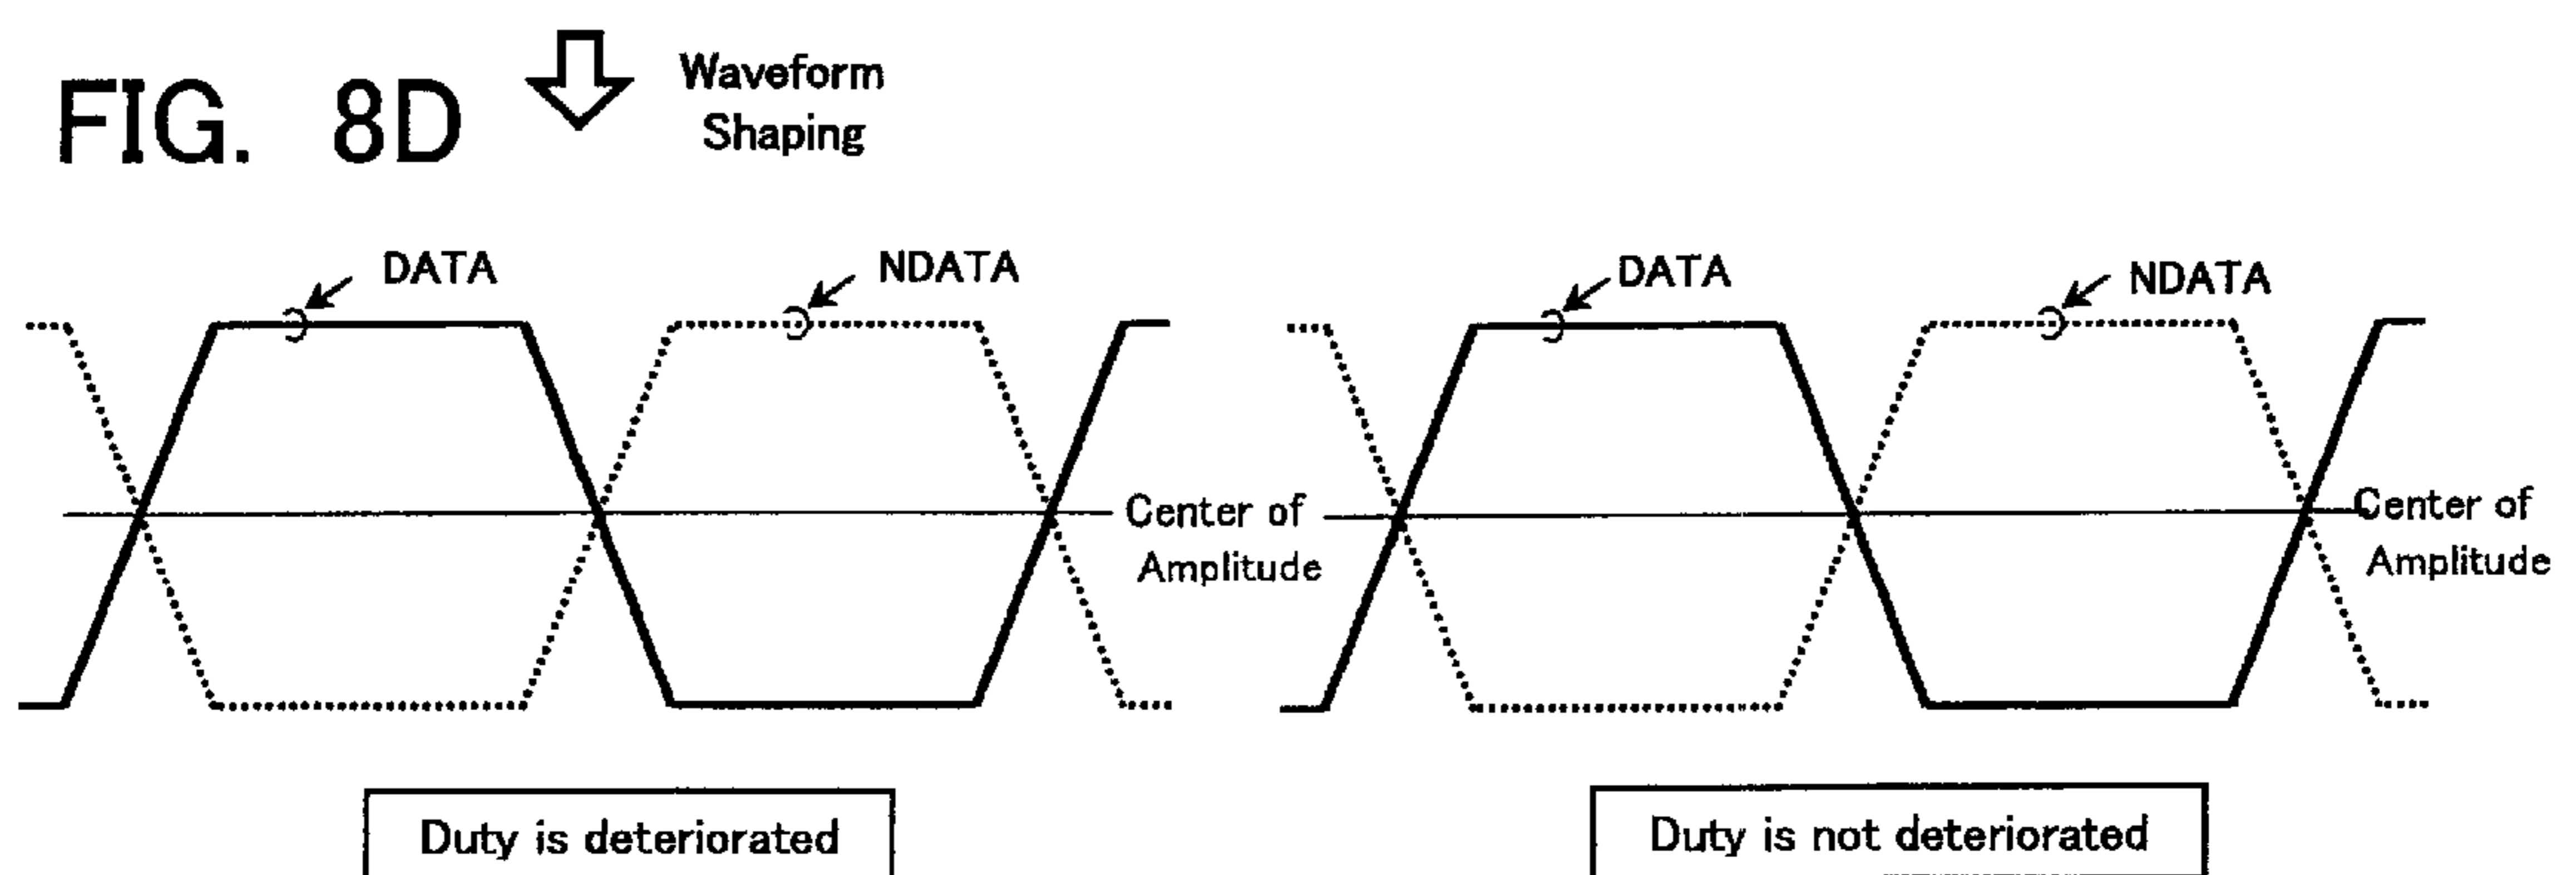 FIG. 8D
Waveform
Shaping
DATA
NDATA
DATA
NDATA
Center of
Amplitude
Center of
Amplitude
Duty is deteriorated
Duty is not deteriorated